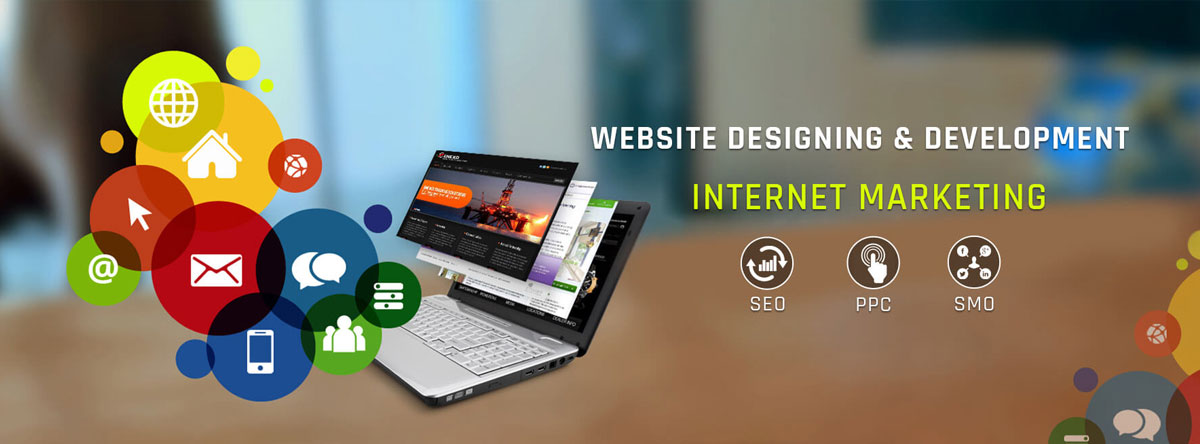 WEBSITE DESIGNING & DEVELOPMENT
INTERNET MARKETING
SEO
PPC
SMO
@